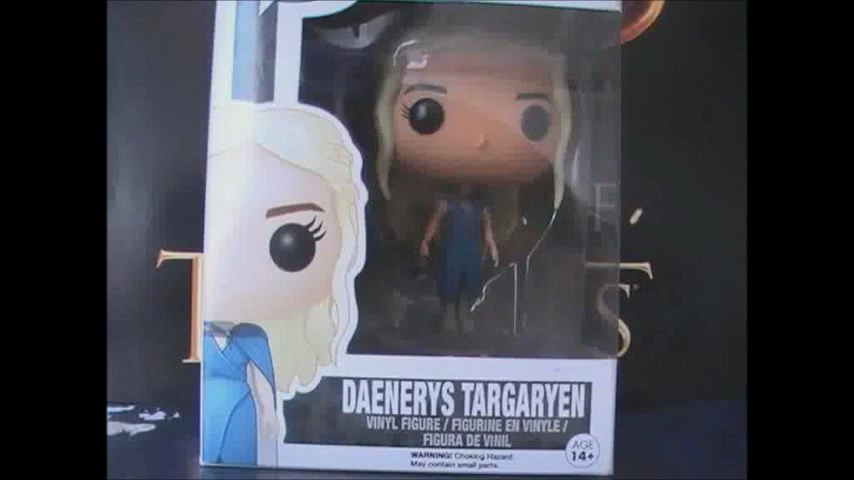 DAENERYS TARGARYEN
VINYL FIGURE / FIGURINE EN VINYLE /
FIGURA DE VINIL
WARNING! Choking Hazard
May contain small parts.
AGE
14+